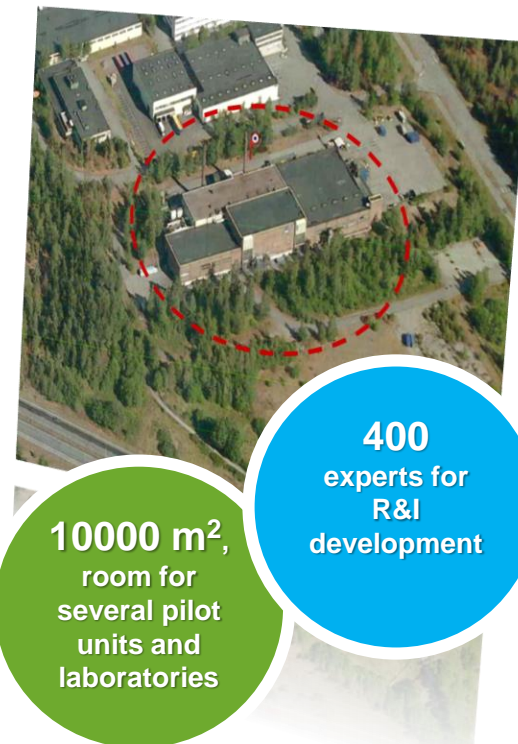 400
experts for
R&I
development
10000 m²,
room for
several pilot
units and
laboratories